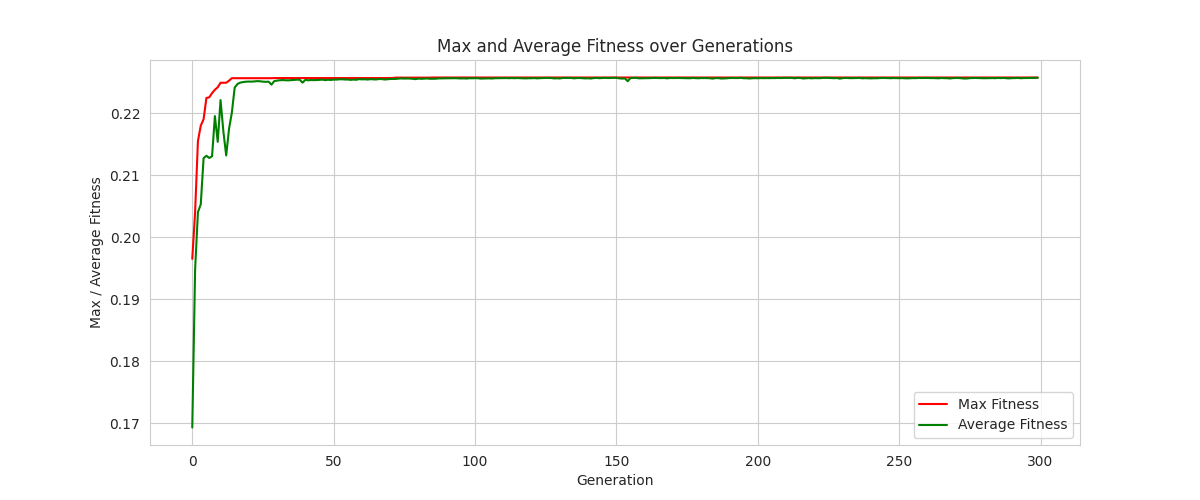 Max and Average Fitness over Generations
Max / Average Fitness
0.22
0.21
0.20
0.19
0.18
0.17
0 50 100 150 200 250 300
Generation
Max Fitness
Average Fitness